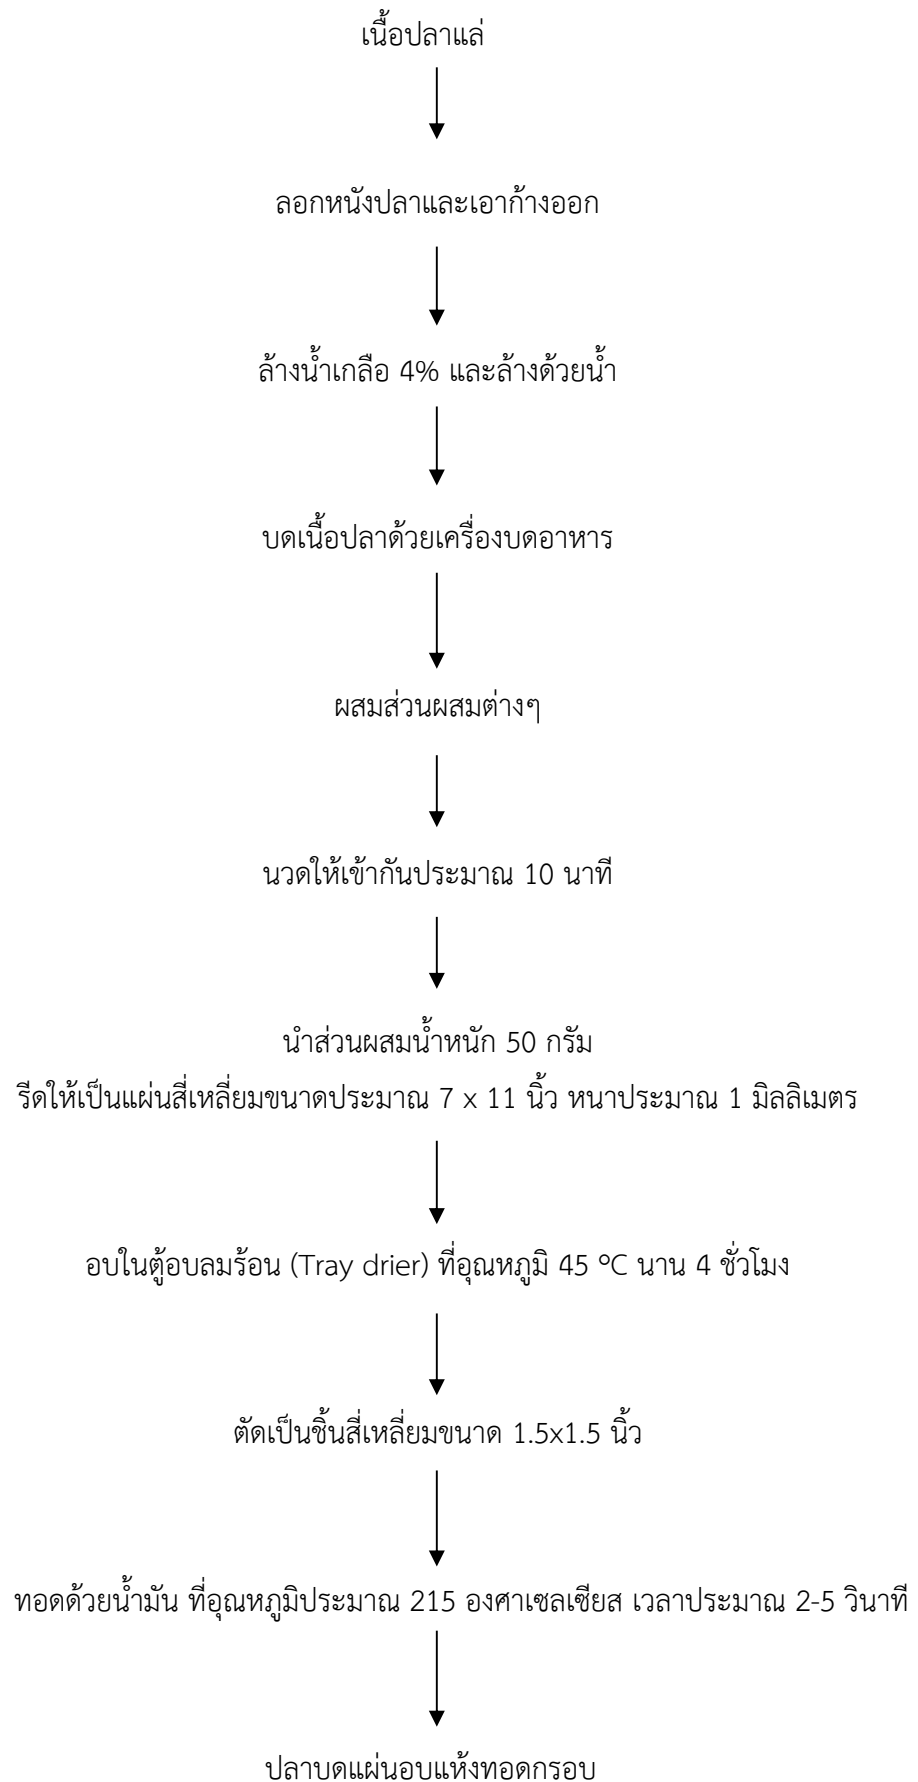 เนื้อปลาแล่
ลอกหนังปลาและเอาก้างออก
ล้างน้ำเกลือ 4% และล้างด้วยน้ำ
บดเนื้อปลาด้วยเครื่องบดอาหาร
ผสมส่วนผสมต่างๆ
นวดให้เข้ากันประมาณ 10 นาที
นำส่วนผสมน้ำหนัก 50 กรัม
รีดให้เป็นแผ่นสี่เหลี่ยมขนาดประมาณ 7 x 11 นิ้ว หนาประมาณ 1 มิลลิเมตร
อบในตู้อบลมร้อน (Tray drier) ที่อุณหภูมิ 45 ºC นาน 4 ชั่วโมง
ตัดเป็นชิ้นสี่เหลี่ยมขนาด 1.5x1.5 นิ้ว
ทอดด้วยน้ำมัน ที่อุณหภูมิประมาณ 215 องศาเซลเซียส เวลาประมาณ 2-5 วินาที
ปลาบดแผ่นอบแห้งทอดกรอบ